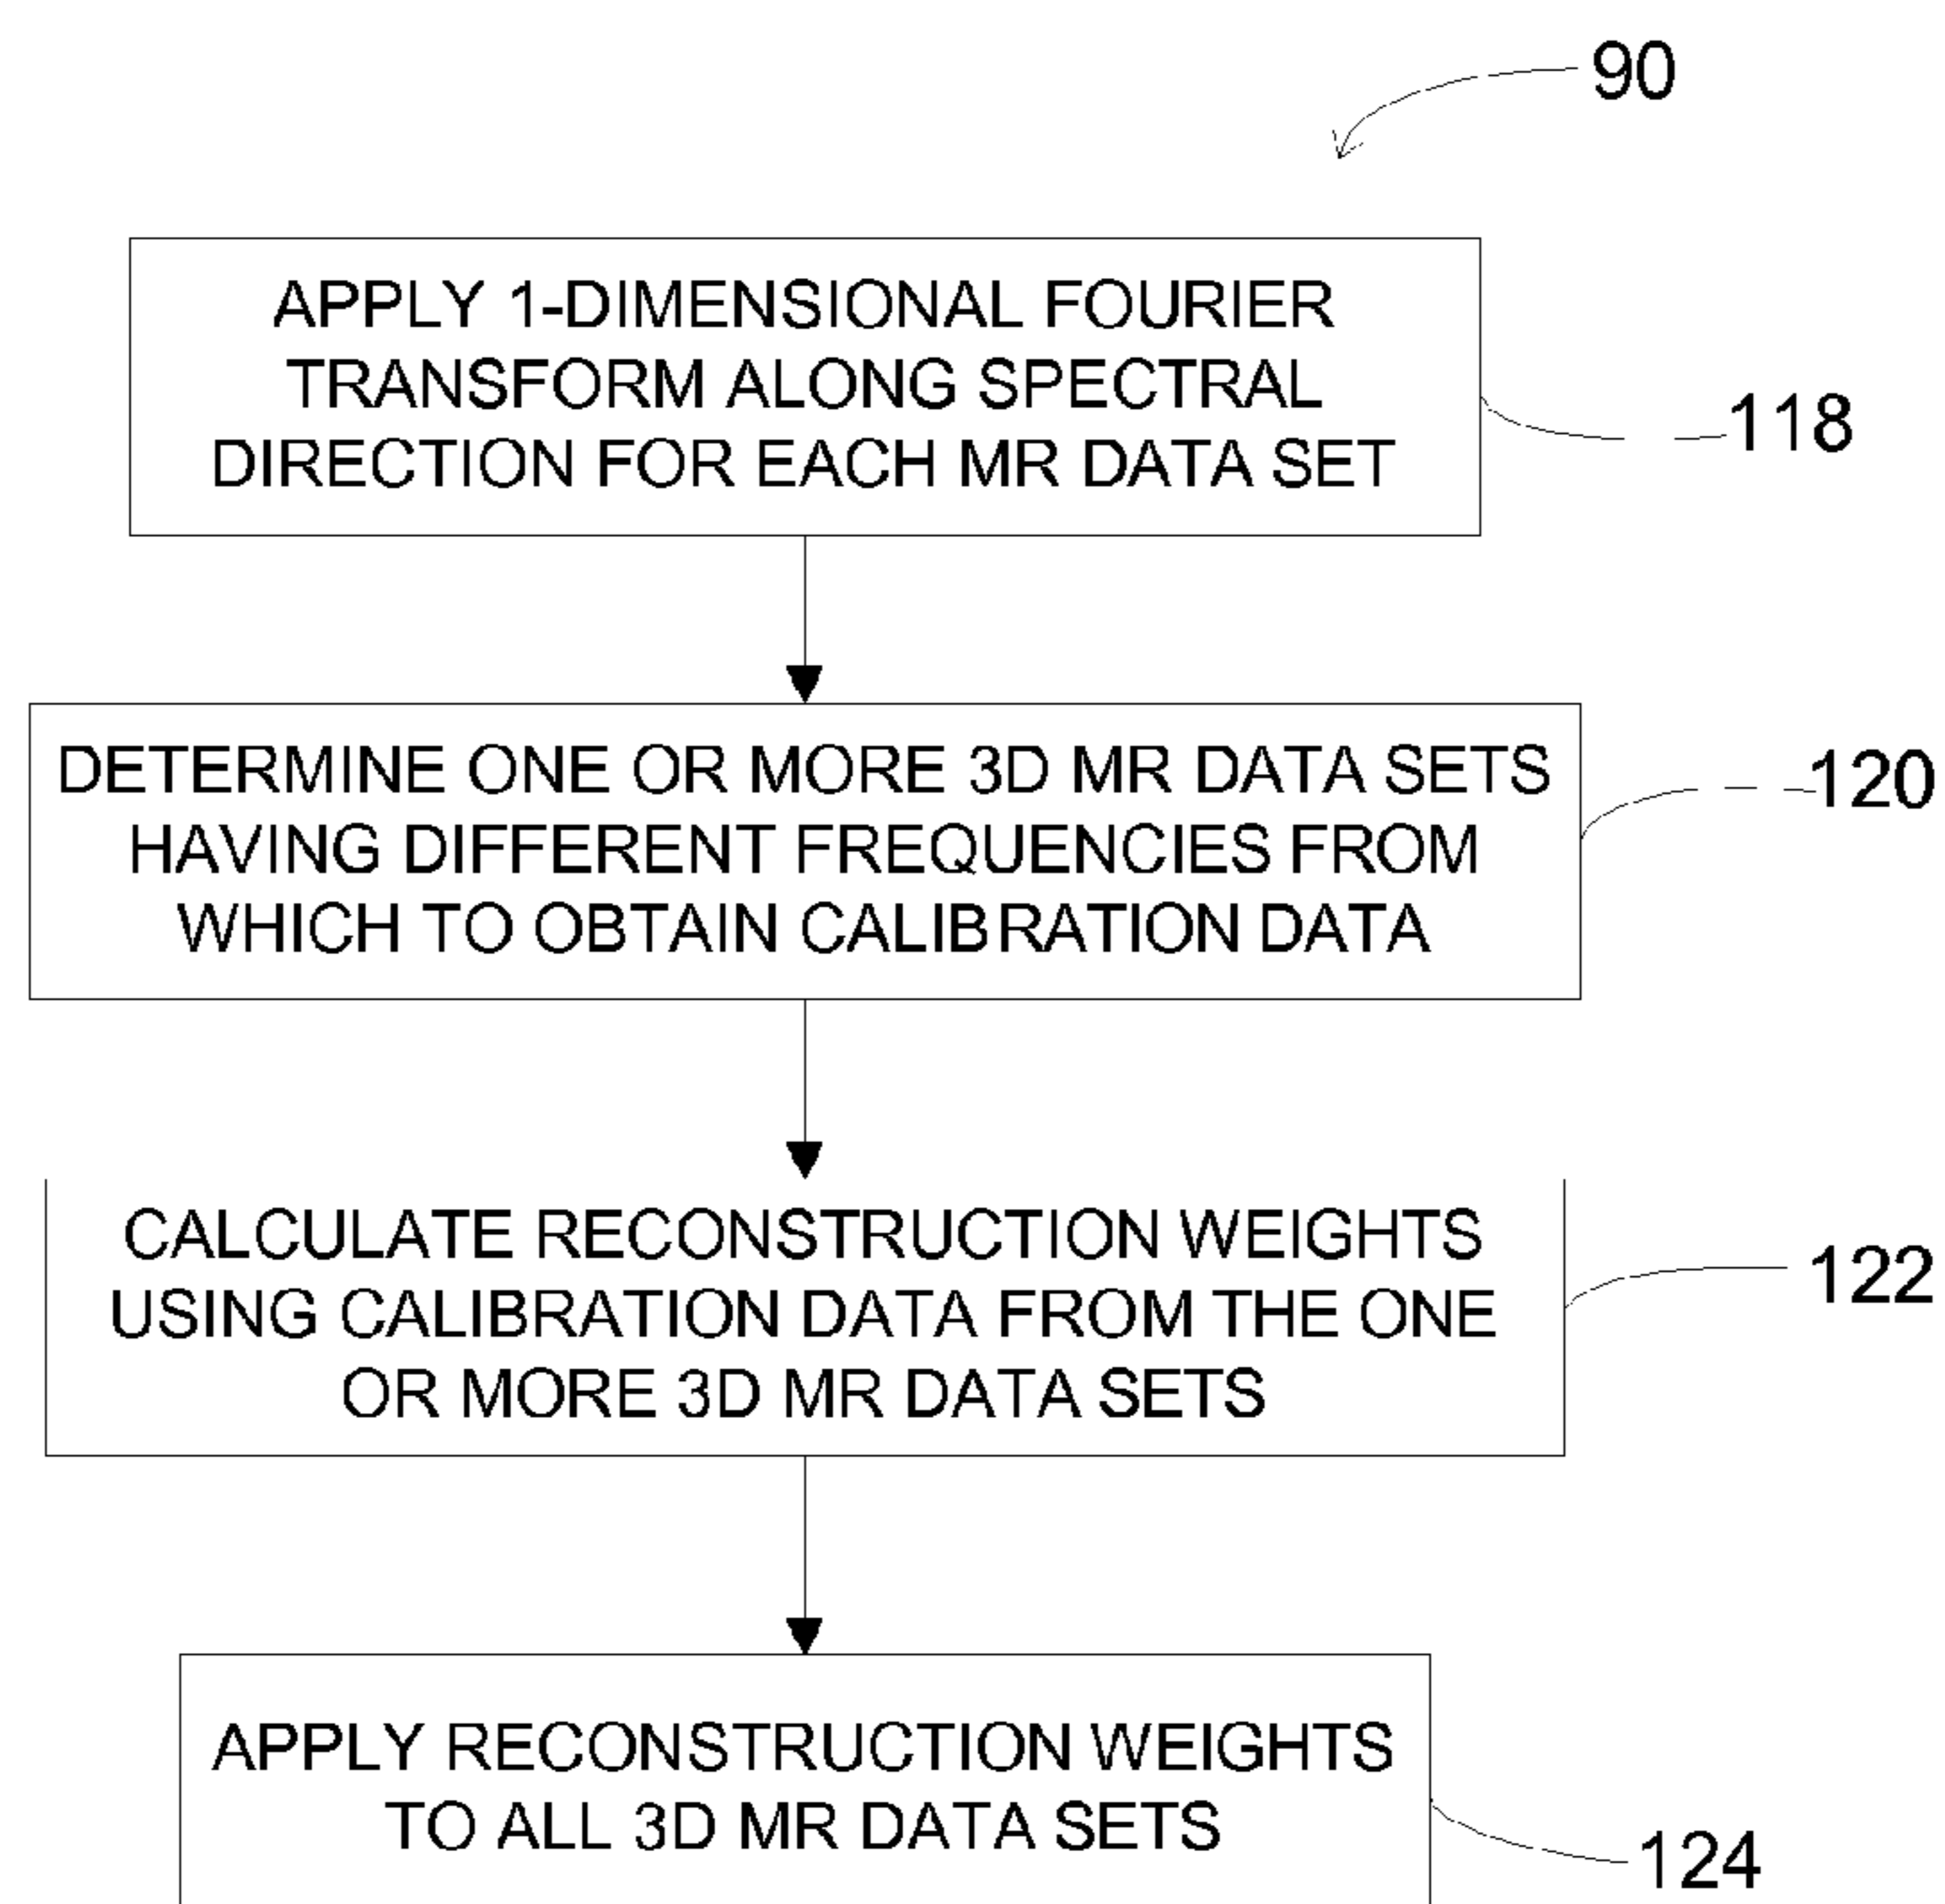 90
APPLY 1-DIMENSIONAL FOURIER
TRANSFORM ALONG SPECTRAL
DIRECTION FOR EACH MR DATA SET
118
DETERMINE ONE OR MORE 3D MR DATA SETS
HAVING DIFFERENT FREQUENCIES FROM
WHICH TO OBTAIN CALIBRATION DATA
120
CALCULATE RECONSTRUCTION WEIGHTS
USING CALIBRATION DATA FROM THE ONE
OR MORE 3D MR DATA SETS
122
APPLY RECONSTRUCTION WEIGHTS
TO ALL 3D MR DATA SETS
124